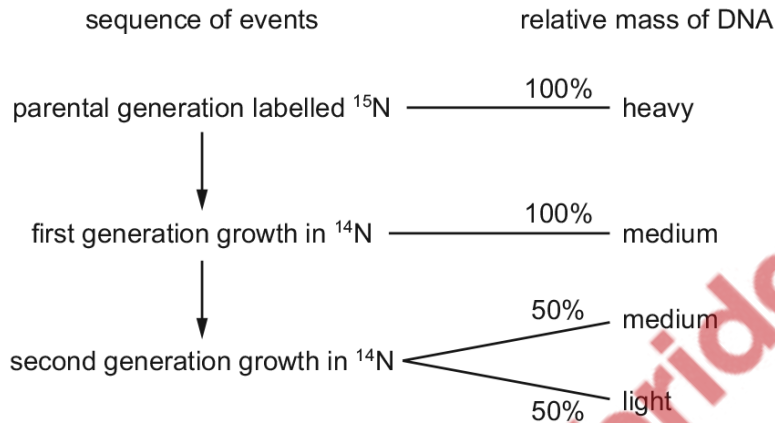 sequence of events
relative mass of DNA
parental generation labelled ¹⁵N
100%
heavy
first generation growth in ¹⁴N
100%
medium
second generation growth in ¹⁴N
50%
medium
50%
light